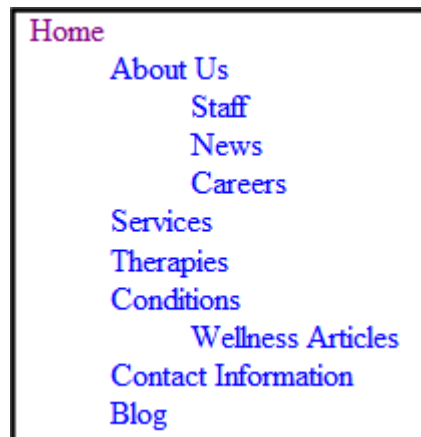 Home
About Us
Staff
News
Careers
Services
Therapies
Conditions
Wellness Articles
Contact Information
Blog